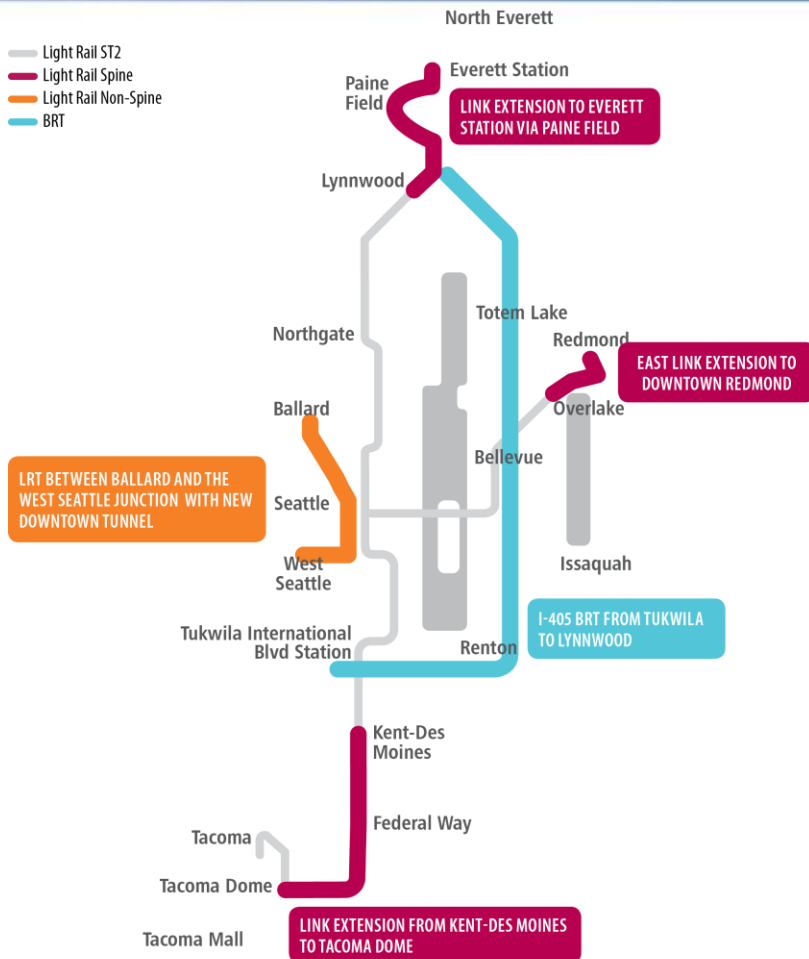 North Everett
Light Rail ST2
Light Rail Spine
Light Rail Non-Spine
BRT
Everett Station
Paine
Field
LINK EXTENSION TO EVERETT
STATION VIA PAINE FIELD
Lynnwood
Totem Lake
Northgate
Redmond
EAST LINK EXTENSION TO
DOWNTOWN REDMOND
Ballard
Overlake
Bellevue
LRT BETWEEN BALLARD AND THE
WEST SEATTLE JUNCTION WITH NEW
DOWNTOWN TUNNEL
Seattle
West
Seattle
Issaquah
I-405 BRT FROM TUKWILA
TO LYNNWOOD
Tukwila International
Blvd Station
Renton
Kent-Des
Moines
Federal Way
Tacoma
Tacoma Dome
LINK EXTENSION FROM KENT-DES MOINES
TO TACOMA DOME
Tacoma Mall